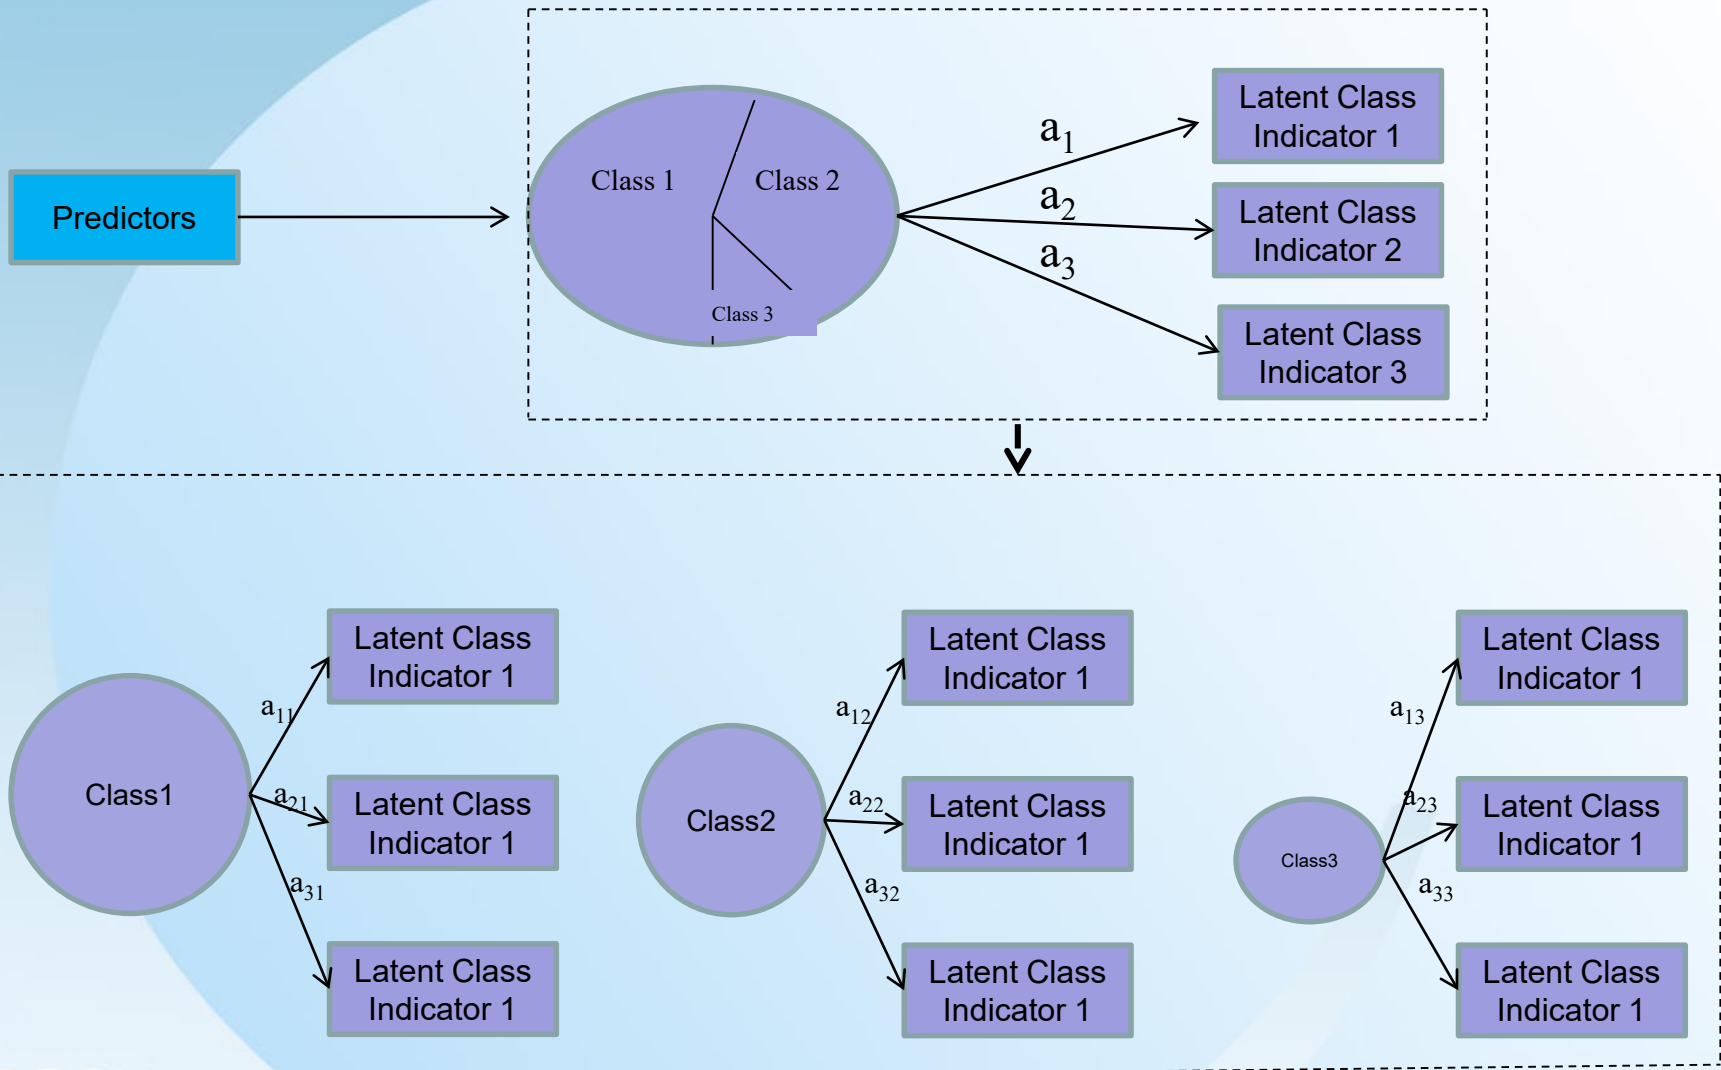 Predictors
Class 1
Class 2
Class 3
a1
a2
a3
Latent Class
Indicator 1
Latent Class
Indicator 2
Latent Class
Indicator 3
Class1
a11
a21
a31
Latent Class
Indicator 1
Latent Class
Indicator 1
Latent Class
Indicator 1
Class2
a12
a22
a32
Latent Class
Indicator 1
Latent Class
Indicator 1
Latent Class
Indicator 1
Class3
a13
a23
a33
Latent Class
Indicator 1
Latent Class
Indicator 1
Latent Class
Indicator 1